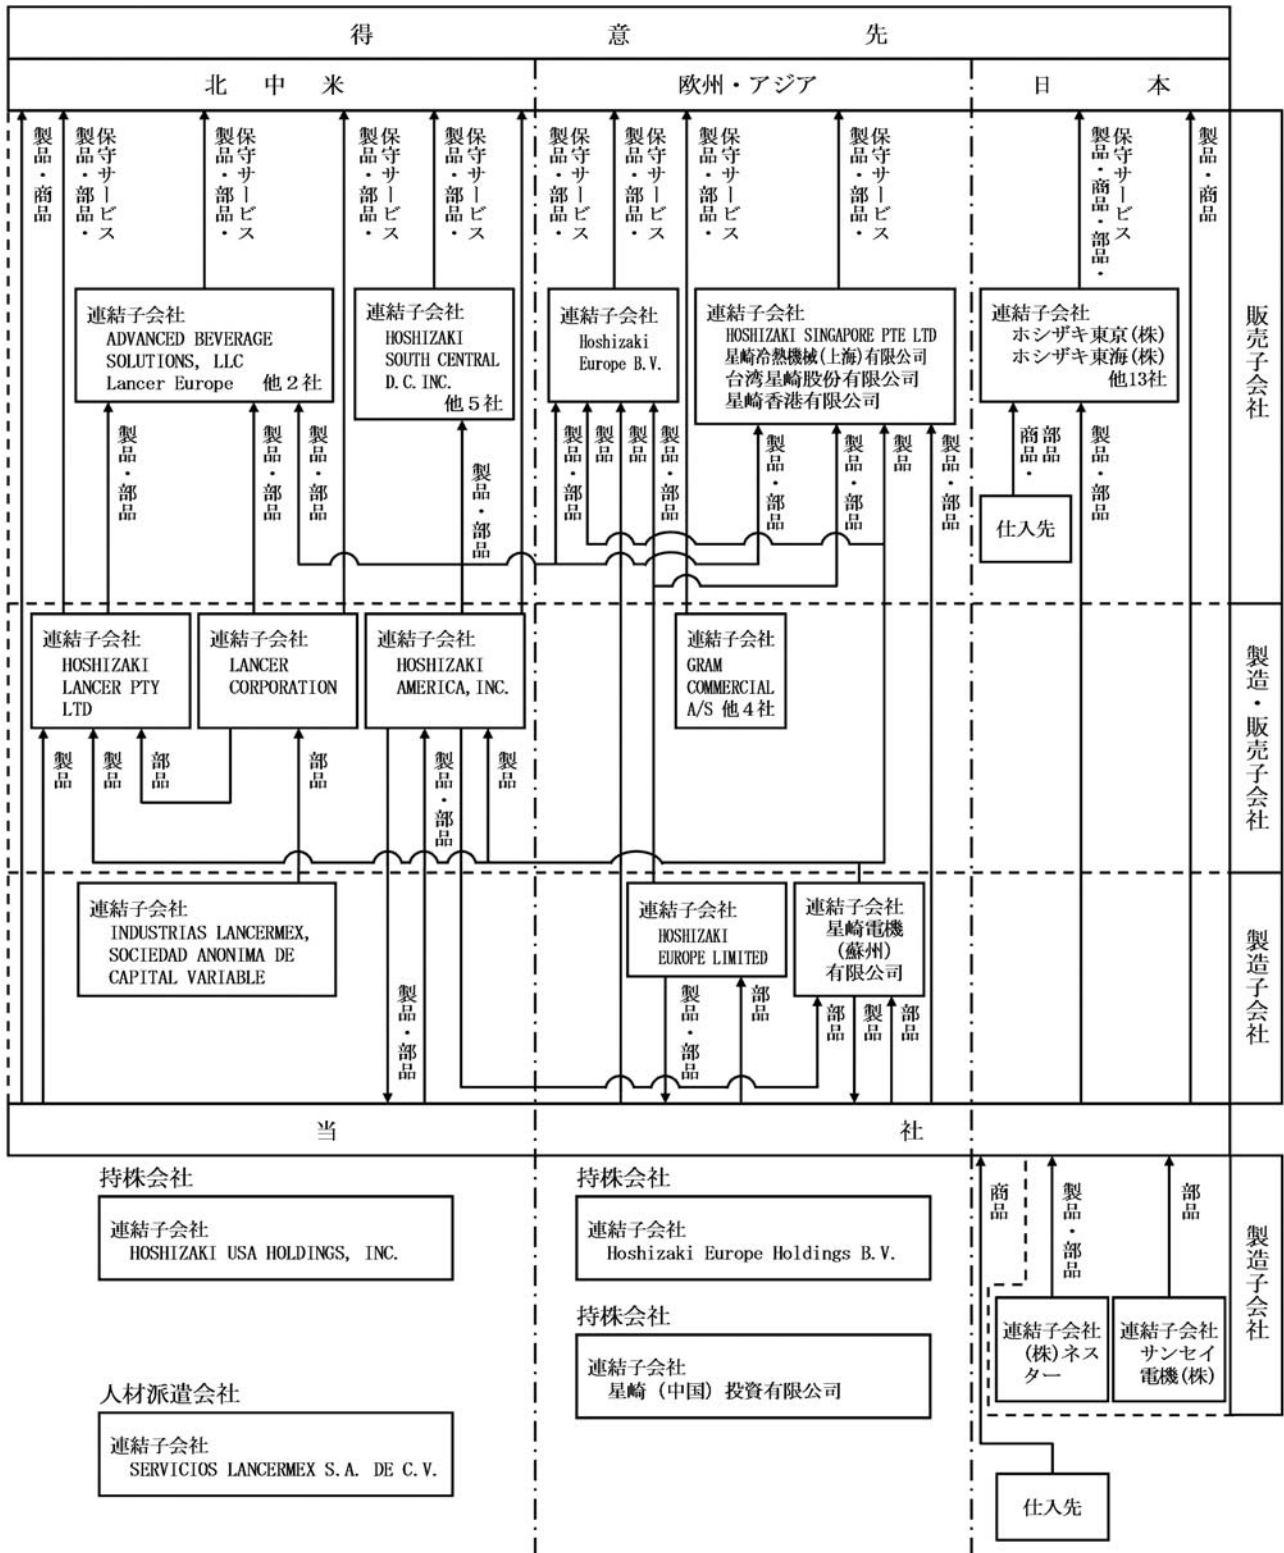 得意先
北中米
欧州・アジア
日本
製品・商品
製品・部品・
保守サービス
製品・部品・
保守サービス
製品・部品・
保守サービス
製品・部品・
保守サービス
製品・部品・
保守サービス
製品・部品・
保守サービス
製品・部品・
保守サービス
製品・商品・部品・
保守サービス
製品・商品
連結子会社
ADVANCED BEVERAGE
SOLUTIONS, LLC
Lancer Europe 他2社
連結子会社
HOSHIZAKI
SOUTH CENTRAL
D.C. INC.
他5社
連結子会社
Hoshizaki
Europe B.V.
連結子会社
HOSHIZAKI SINGAPORE PTE LTD
星崎冷熱機械(上海)有限公司
台湾星崎股份有限公司
星崎香港有限公司
連結子会社
ホシザキ東京(株)
ホシザキ東海(株)
他13社
販売子会社
製品・部品
製品・部品
製品・部品
製品・部品
製品・部品
製品
製品
製品・部品
製品・部品
製品・部品
製品
製品・部品
商品・
部品
製品・部品
仕入先
連結子会社
HOSHIZAKI
LANCER PTY
LTD
連結子会社
LANCER
CORPORATION
連結子会社
HOSHIZAKI
AMERICA, INC.
連結子会社
GRAM
COMMERCIAL
A/S 他4社
製造・販売子会社
製品
製品
部品
部品
製品・部品
製品
連結子会社
INDUSTRIAS LANCERMEX,
SOCIEDAD ANONIMA DE
CAPITAL VARIABLE
連結子会社
HOSHIZAKI
EUROPE LIMITED
連結子会社
星崎電機
(蘇州)
有限公司
製造子会社
製品・部品
製品・部品
部品
部品
製品
部品
当社
持株会社
連結子会社
HOSHIZAKI USA HOLDINGS, INC.
持株会社
連結子会社
Hoshizaki Europe Holdings B.V.
持株会社
連結子会社
星崎(中国)投資有限公司
人材派遣会社
連結子会社
SERVICIOS LANCERMEX S.A. DE C.V.
商品
製品・部品
部品
連結子会社
(株)ネス
ター
連結子会社
サンセイ
電機(株)
製造子会社
仕入先